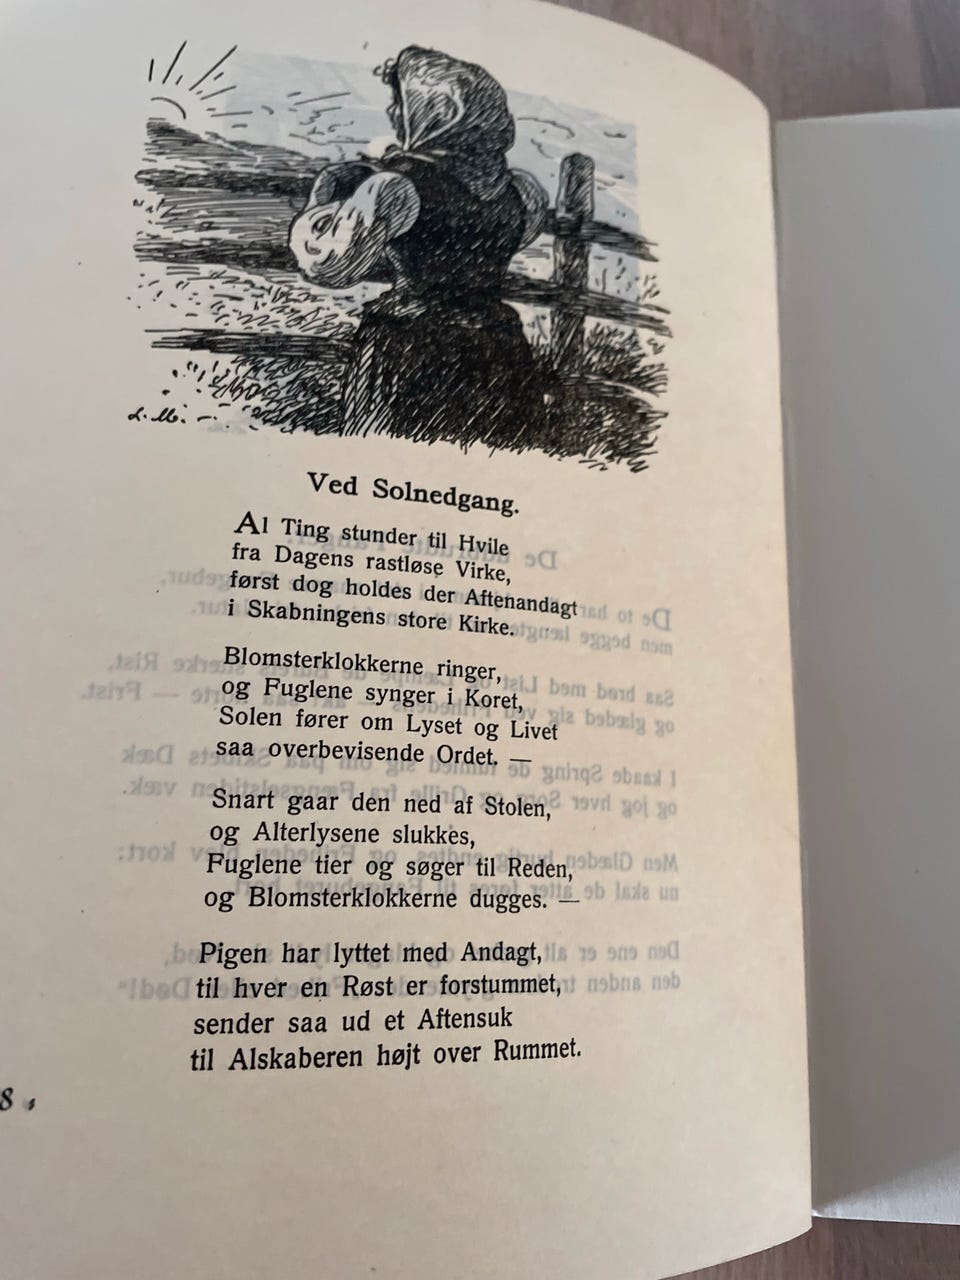 L.M.
Ved Solnedgang.
Al Ting stunder til Hvile
fra Dagens rastløse Virke,
først dog holdes der Aftenandagt
i Skabningens store Kirke.
Blomsterklokkerne ringer,
og Fuglene synger i Koret,
Solen fører om Lyset og Livet
saa overbevisende Ordet. —
Snart gaar den ned af Stolen,
og Alterlysene slukkes,
Fuglene tier og søger til Reden,
og Blomsterklokkerne dugges. —
Pigen har lyttet med Andagt,
til hver en Røst er forstummet,
sender saa ud et Aftensuk
til Alskaberen højt over Rummet.
8